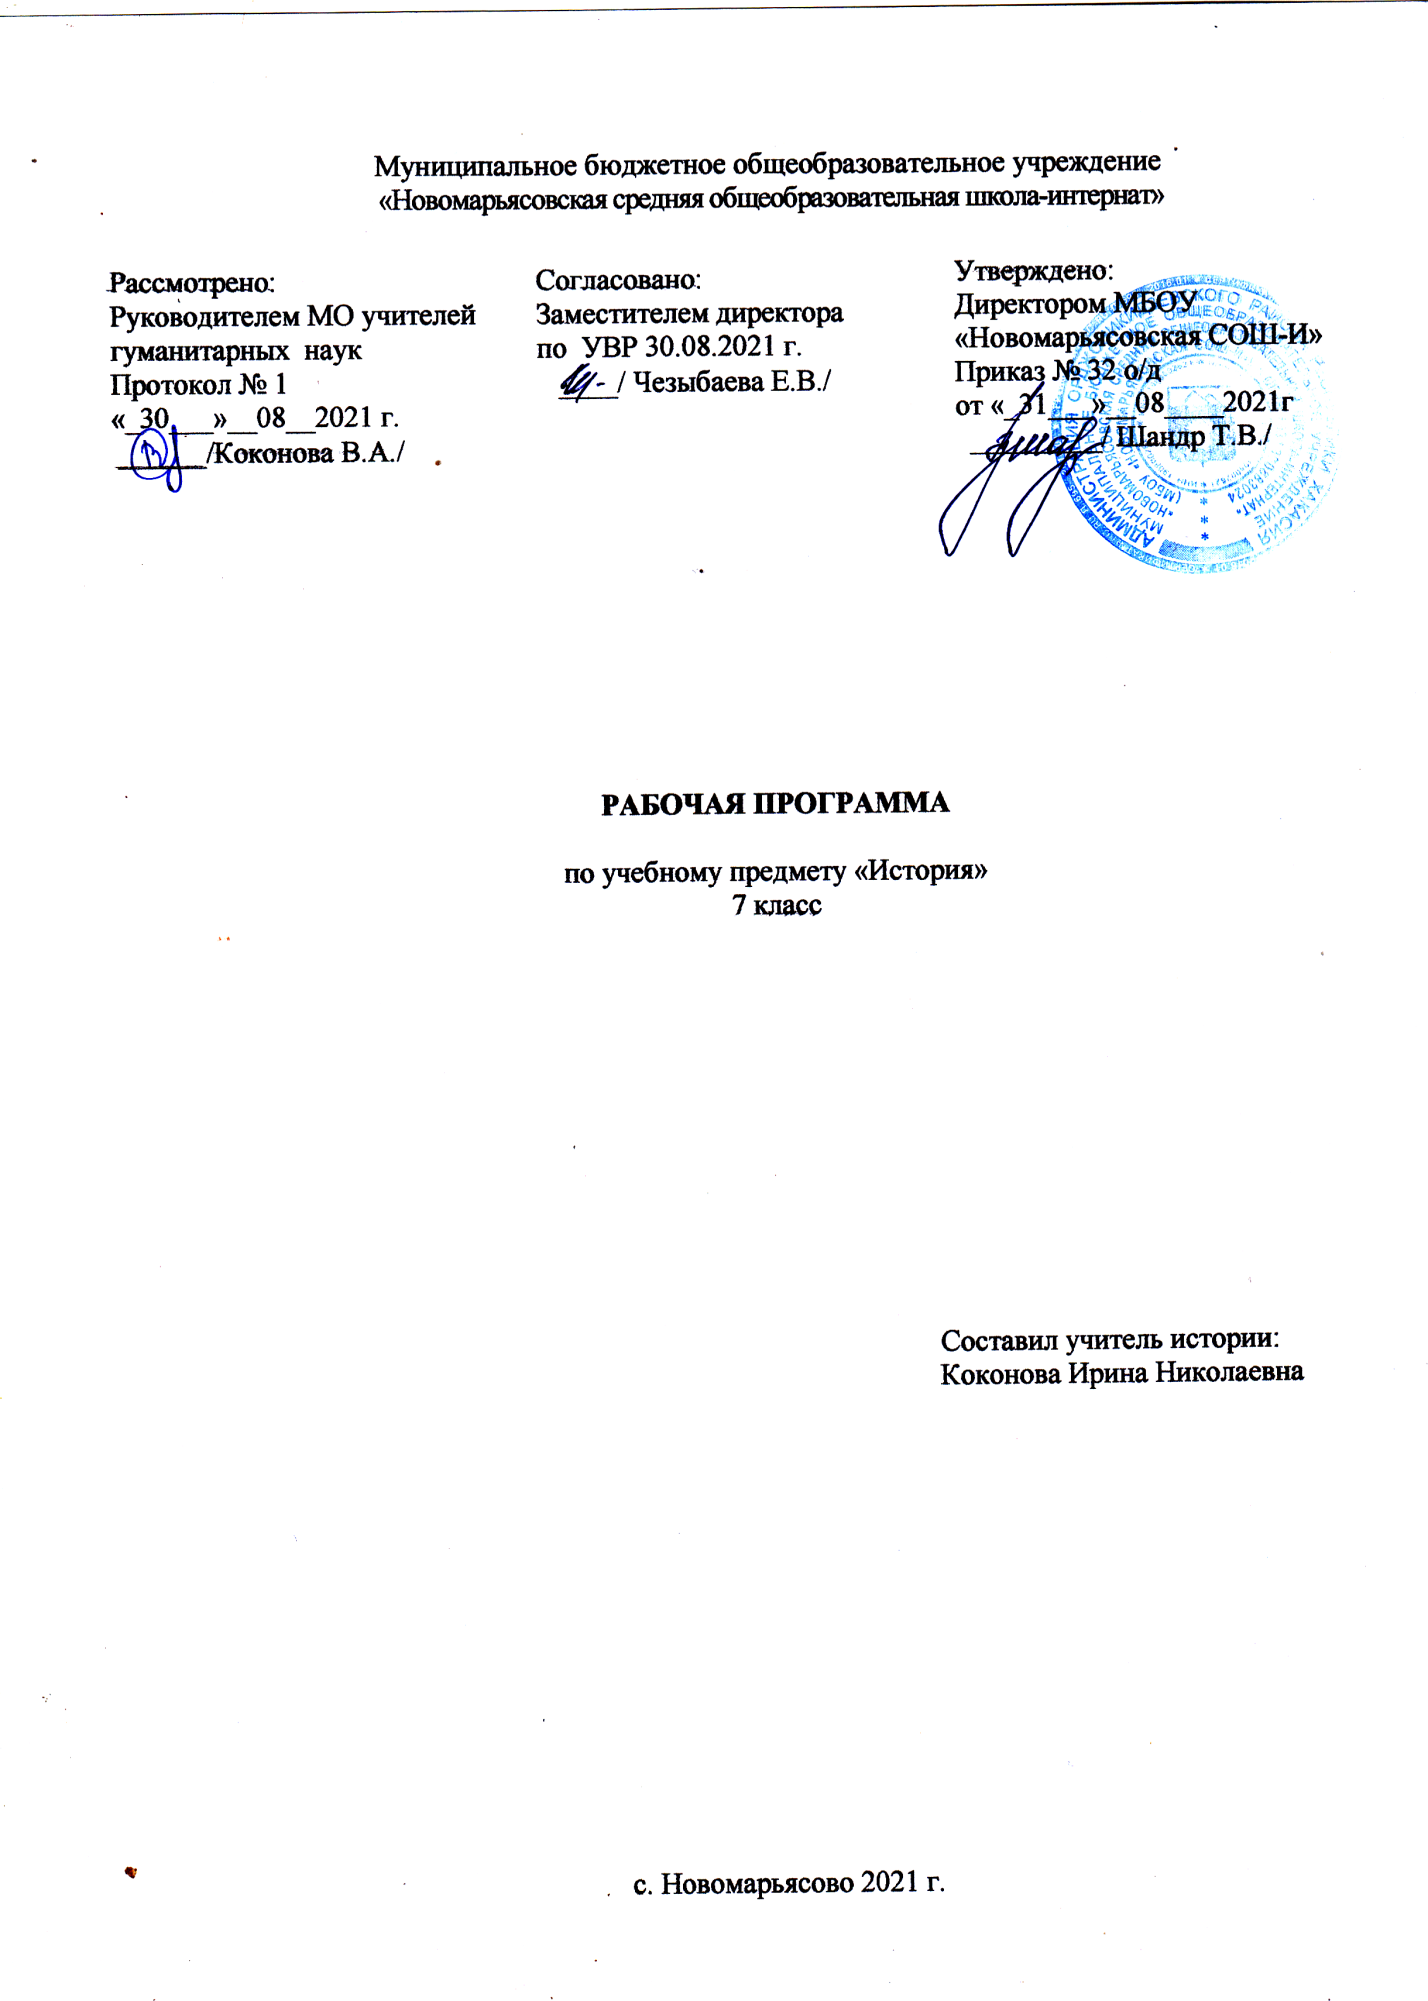 Муниципальное бюджетное общеобразовательное учреждение
«Новомарьясовская средняя общеобразовательная школа-интернат»
Рассмотрено:
Руководителем МО учителей
гуманитарных наук
Протокол № 1
«_30___»__08__2021 г.
______/Коконова В.А./
Согласовано:
Заместителем директора
по УВР 30.08.2021 г.
____/ Чезыбаева Е.В./
Утверждено:
Директором МБОУ
«Новомарьясовская СОШ-И»
Приказ № 32 о/д
от «_31___»__08____2021г
_________/ Шандр Т.В./
РАБОЧАЯ ПРОГРАММА
по учебному предмету «История»
7 класс
Составил учитель истории:
Коконова Ирина Николаевна
с. Новомарьясово 2021 г.